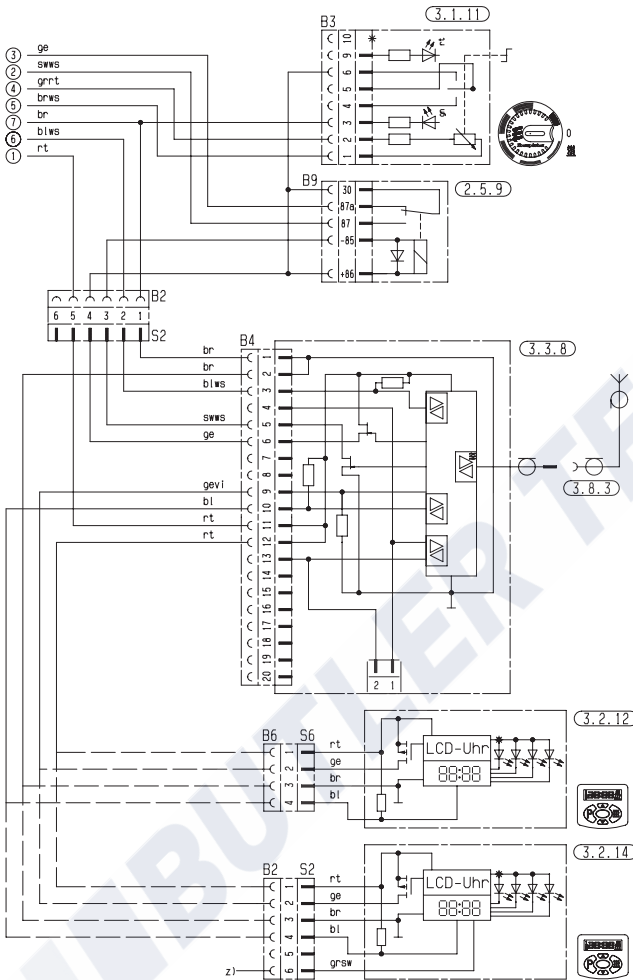 B3
3.1.11
3 ge
2 swws
4 grrt
5 brws
7 br
6 blws
1 rt
10
9
6
5
4
3
2
1
0
B9
2.5.9
30
87a
87
-85
+86
B2
6 5 4 3 2 1
S2
B4
3.3.8
br 1
br 2
blws 3
4
swws 5
ge 6
7
8
gevi 9
bl 10
rt 11
rt 12
13
14
15
16
17
18
19
20
2 1
3.8.3
B6 S6
3.2.12
1 rt
2 ge
3 br
4 bl
LCD-Uhr
88:88
B2 S2
3.2.14
1 rt
2 ge
3 br
4 bl
5
z) 6 grsw
LCD-Uhr
88:88
NBUTLER TE